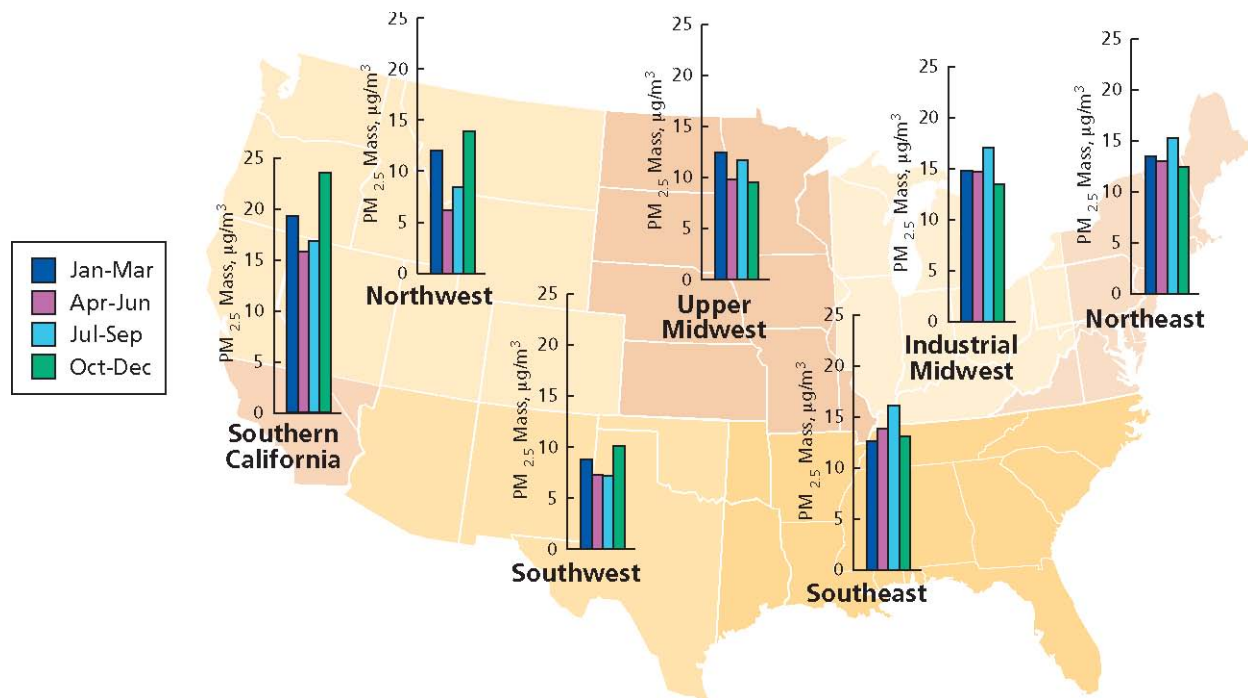 Jan-Mar
Apr-Jun
Jul-Sep
Oct-Dec
PM 2.5 Mass, µg/m³
25
20
15
10
5
0
Southern
California
PM 2.5 Mass, µg/m³
25
20
15
10
5
0
Northwest
PM 2.5 Mass, µg/m³
25
20
15
10
5
0
Southwest
PM 2.5 Mass, µg/m³
25
20
15
10
5
0
Upper
Midwest
PM 2.5 Mass, µg/m³
25
20
15
10
5
0
Southeast
PM 2.5 Mass, µg/m³
25
20
15
10
5
0
Industrial
Midwest
PM 2.5 Mass, µg/m³
25
20
15
10
5
0
Northeast